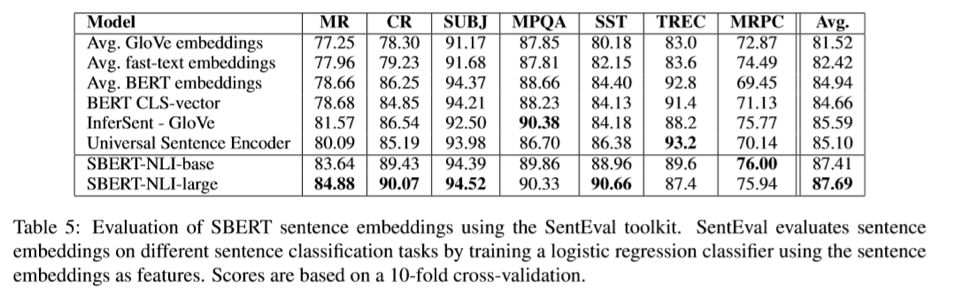 Model MR CR SUBJ MPQA SST TREC MRPC Avg.
Avg. GloVe embeddings 77.25 78.30 91.17 87.85 80.18 83.0 72.87 81.52
Avg. fast-text embeddings 77.96 79.23 91.68 87.81 82.15 83.6 74.49 82.42
Avg. BERT embeddings 78.66 86.25 94.37 88.66 84.40 92.8 69.45 84.94
BERT CLS-vector 78.68 84.85 94.21 88.23 84.13 91.4 71.13 84.66
InferSent - GloVe 81.57 86.54 92.50 90.38 84.18 88.2 75.77 85.59
Universal Sentence Encoder 80.09 85.19 93.98 86.70 86.38 93.2 70.14 85.10
SBERT-NLI-base 83.64 89.43 94.39 89.86 88.96 89.6 76.00 87.41
SBERT-NLI-large 84.88 90.07 94.52 90.33 90.66 87.4 75.94 87.69
Table 5: Evaluation of SBERT sentence embeddings using the SentEval toolkit. SentEval evaluates sentence
embeddings on different sentence classification tasks by training a logistic regression classifier using the sentence
embeddings as features. Scores are based on a 10-fold cross-validation.